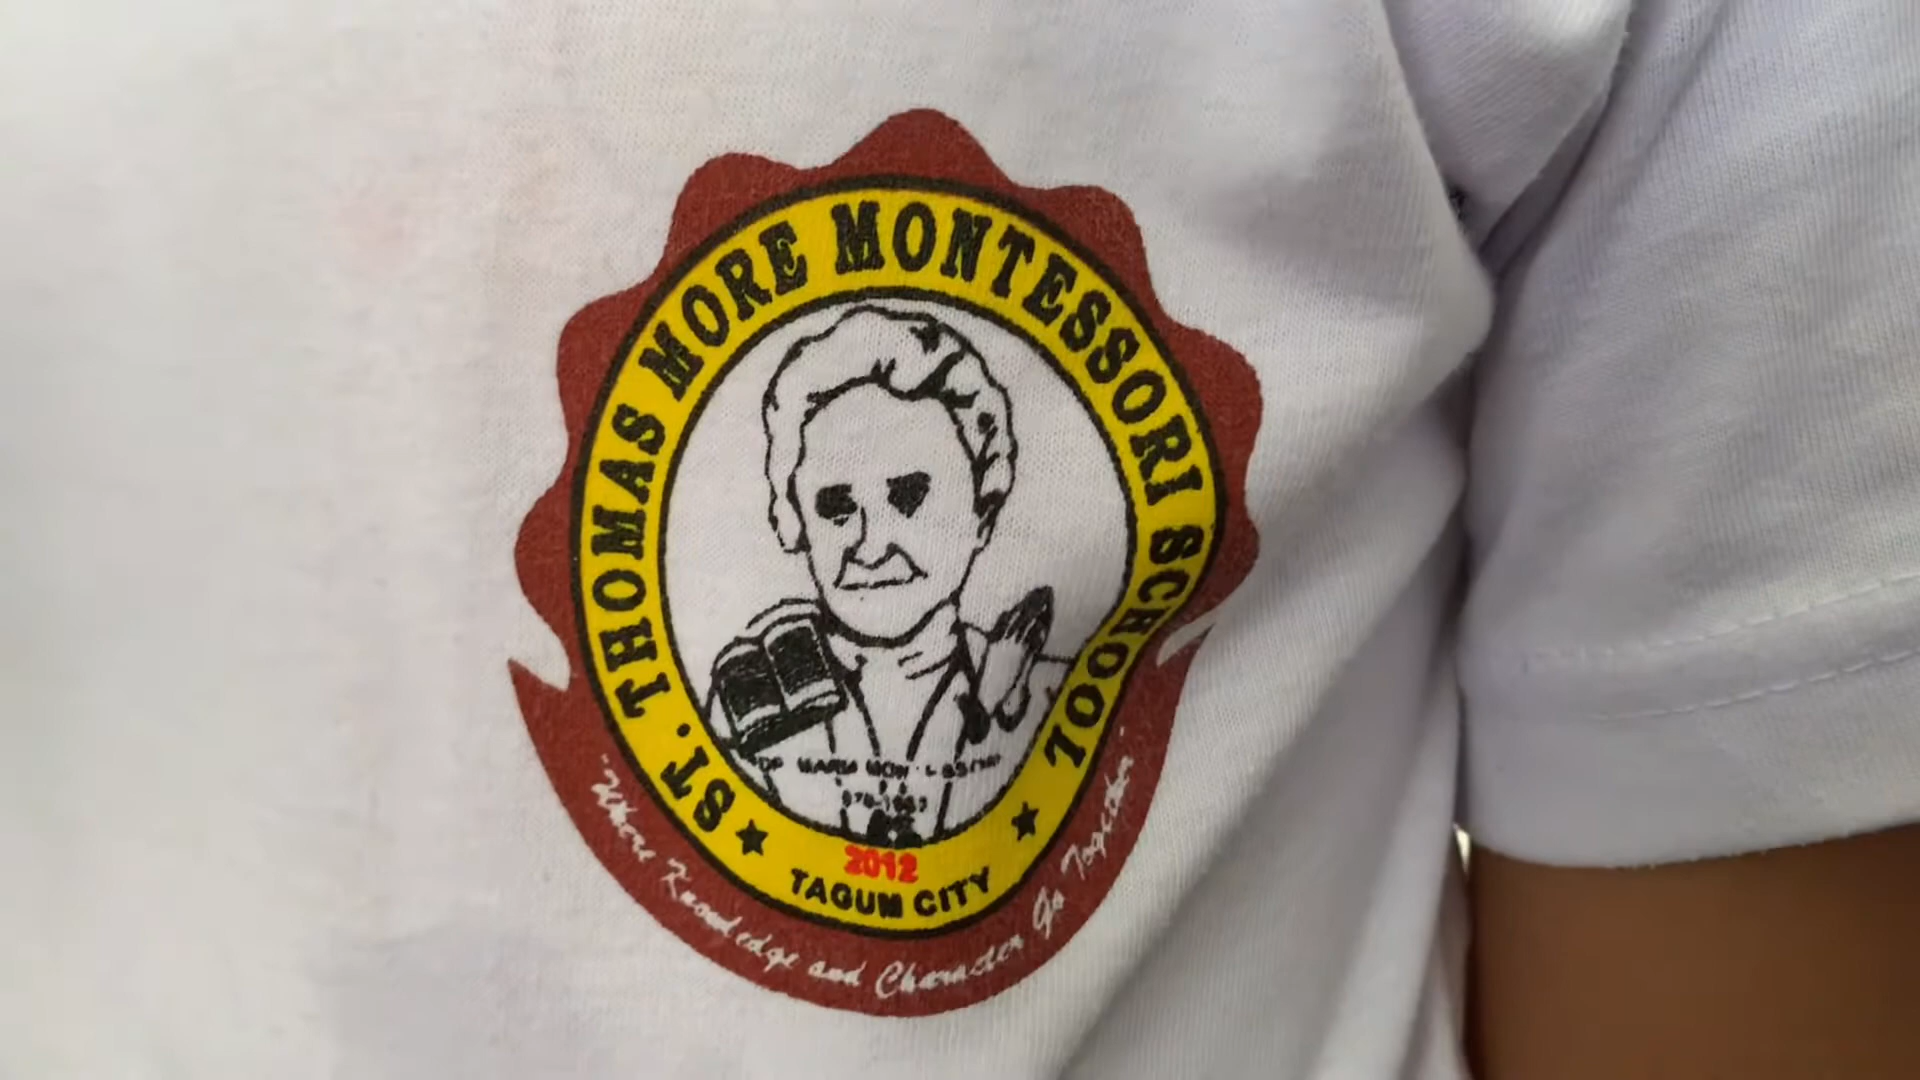 ST. THOMAS MORE MONTESSORI SCHOOL
2012
TAGUM CITY
"Where Knowledge and Character Go Together"